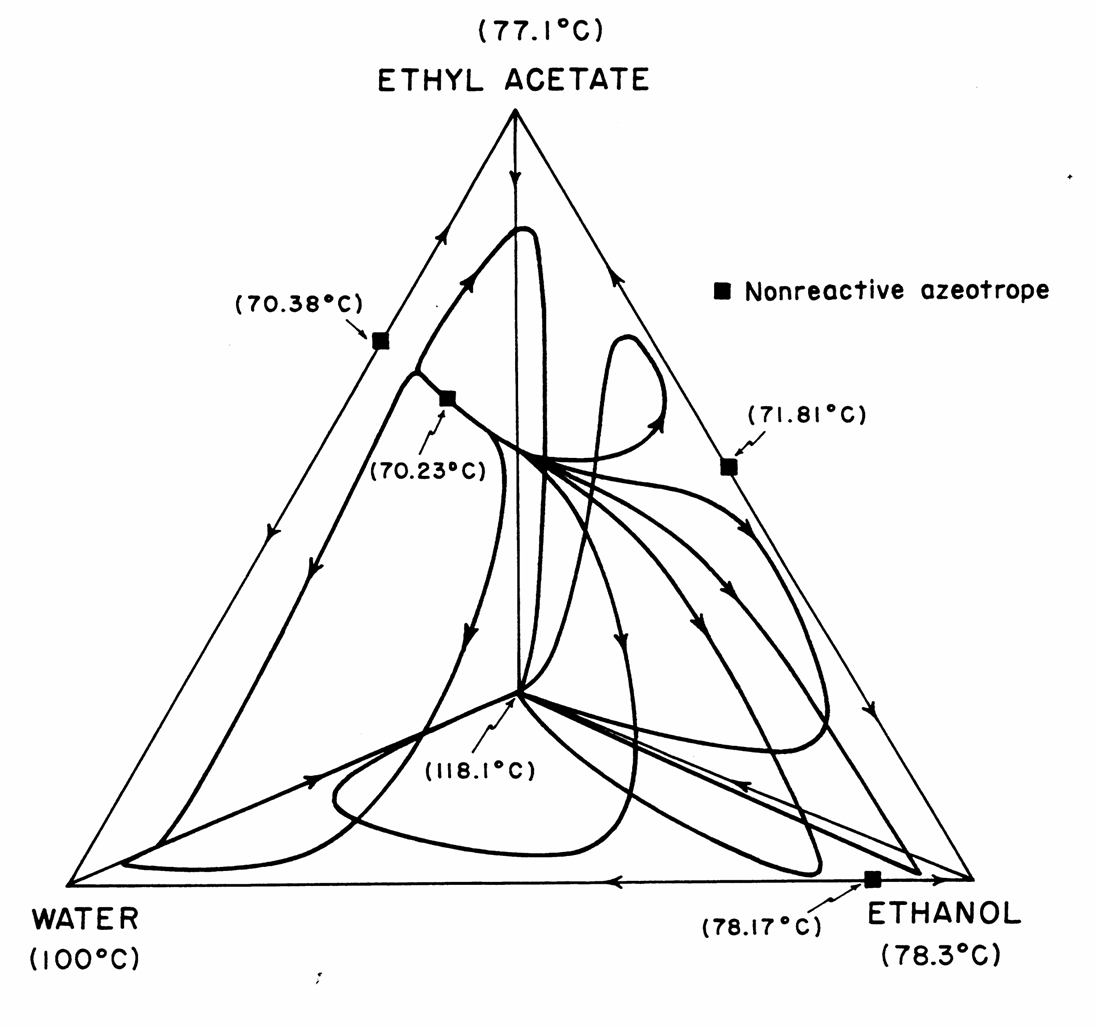 (77.1°C)
ETHYL ACETATE
■ Nonreactive azeotrope
(70.38°C)
(71.81°C)
(70.23°C)
(118.1°C)
WATER
(100°C)
(78.17°C)
ETHANOL
(78.3°C)